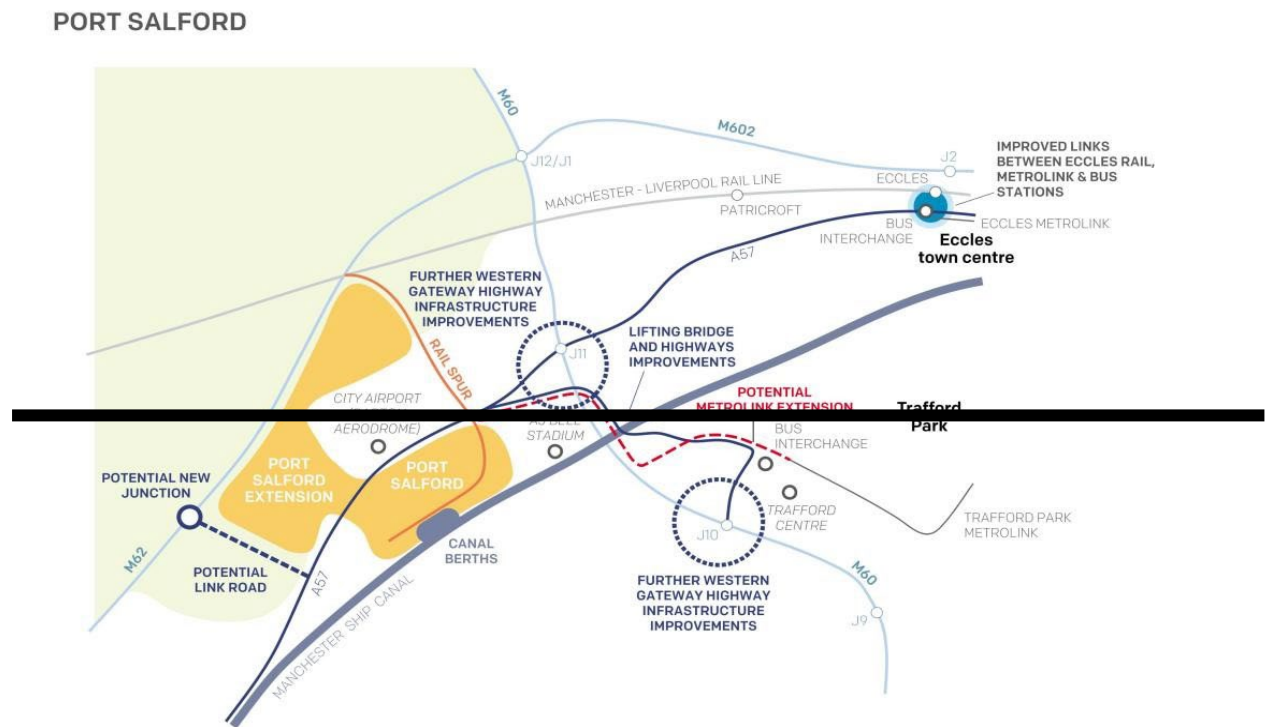 PORT SALFORD
M60
M602
J12/J1
J2
IMPROVED LINKS
BETWEEN ECCLES RAIL,
METROLINK & BUS
STATIONS
MANCHESTER - LIVERPOOL RAIL LINE
ECCLES
PATRICROFT
BUS
INTERCHANGE
ECCLES METROLINK
Eccles
town centre
A57
FURTHER WESTERN
GATEWAY HIGHWAY
INFRASTRUCTURE
IMPROVEMENTS
J11
LIFTING BRIDGE
AND HIGHWAYS
IMPROVEMENTS
RAIL SPUR
CITY AIRPORT
AERODROME)
STADIUM
POTENTIAL
METROLINK EXTENSION
BUS
INTERCHANGE
Trafford
Park
PORT
SALFORD
EXTENSION
PORT
SALFORD
POTENTIAL NEW
JUNCTION
TRAFFORD
CENTRE
TRAFFORD PARK
METROLINK
J10
CANAL
BERTHS
M62
POTENTIAL
LINK ROAD
A57
MANCHESTER SHIP CANAL
FURTHER WESTERN
GATEWAY HIGHWAY
INFRASTRUCTURE
IMPROVEMENTS
M60
J9